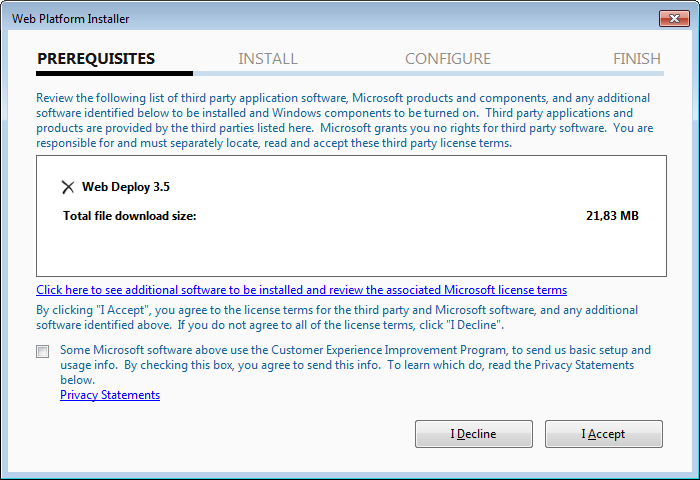 Web Platform Installer
PREREQUISITES INSTALL CONFIGURE FINISH
Review the following list of third party application software, Microsoft products and components, and any additional
software identified below to be installed and Windows components to be turned on.  Third party applications and
products are provided by the third parties listed here.  Microsoft grants you no rights for third party software.  You are
responsible for and must separately locate, read and accept these third party license terms.
Web Deploy 3.5
Total file download size: 21,83 MB
Click here to see additional software to be installed and review the associated Microsoft license terms
By clicking "I Accept", you agree to the license terms for the third party and Microsoft software, and any additional
software identified above.  If you do not agree to all of the license terms, click "I Decline".
Some Microsoft software above use the Customer Experience Improvement Program, to send us basic setup and
usage info.  By checking this box, you agree to send this info.  To learn which do, read the Privacy Statements
below.
Privacy Statements
I Decline I Accept